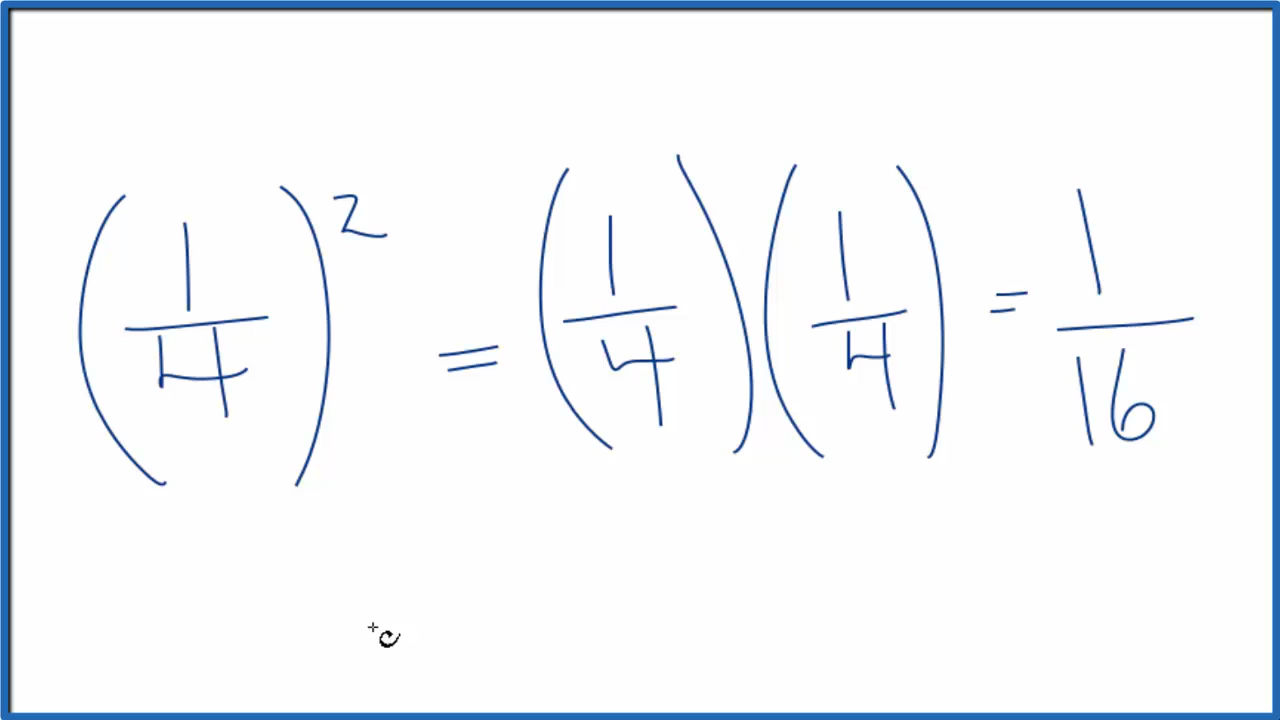 (1/4)² = (1/4)(1/4) = 1/16